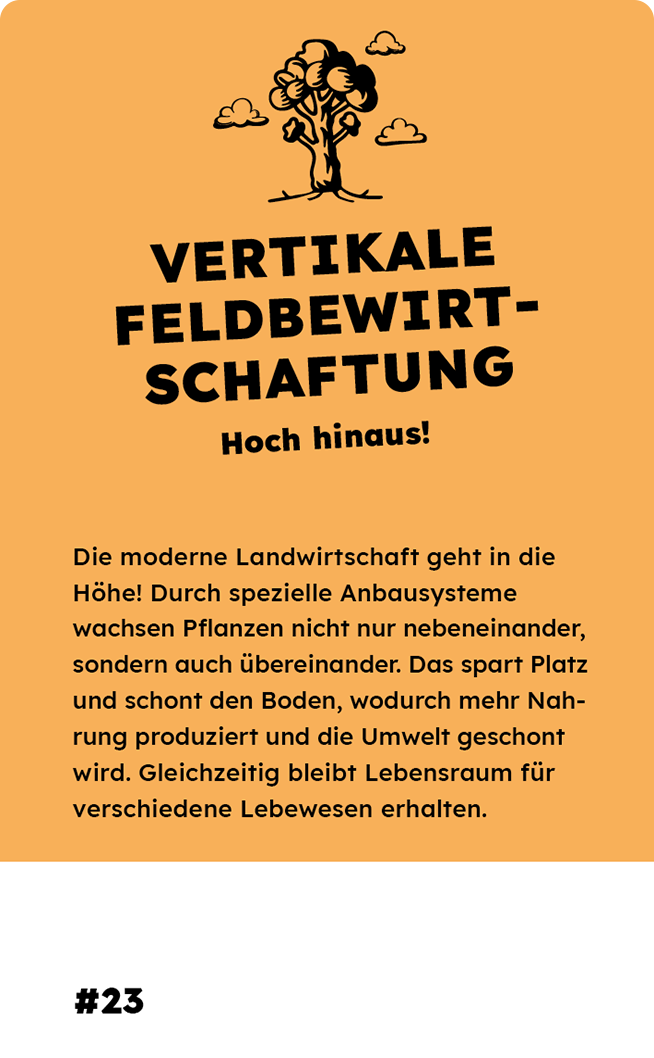 VERTIKALE
FELDBEWIRT-
SCHAFTUNG
Hoch hinaus!
Die moderne Landwirtschaft geht in die
Höhe! Durch spezielle Anbausysteme
wachsen Pflanzen nicht nur nebeneinander,
sondern auch übereinander. Das spart Platz
und schont den Boden, wodurch mehr Nah-
rung produziert und die Umwelt geschont
wird. Gleichzeitig bleibt Lebensraum für
verschiedene Lebewesen erhalten.
#23